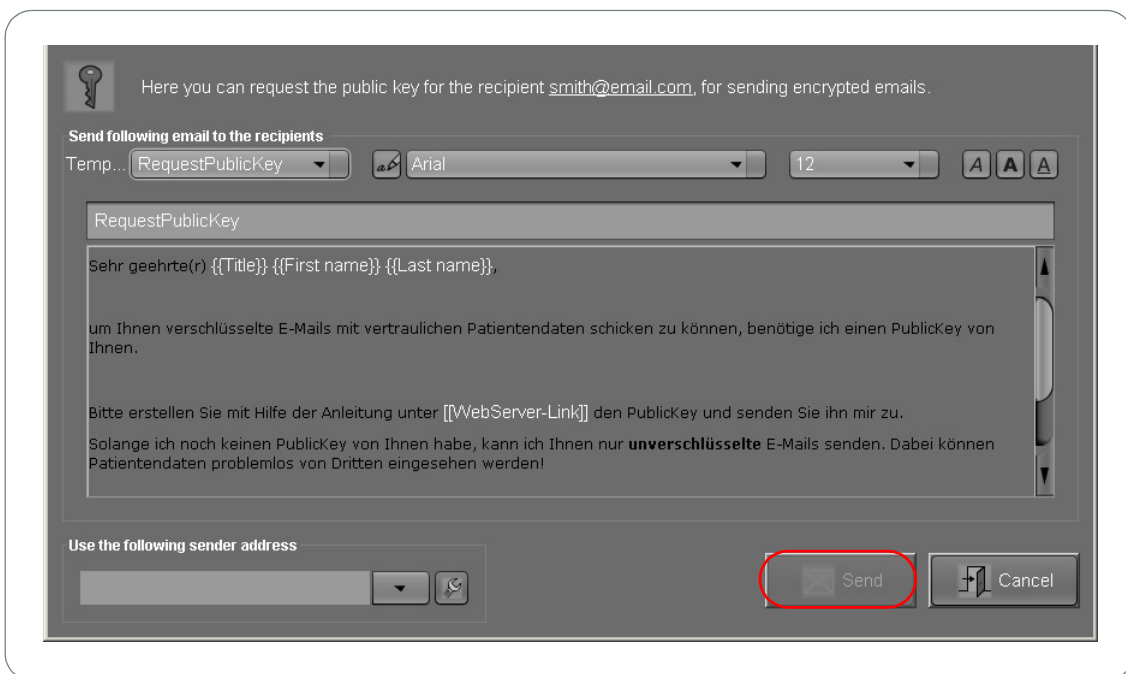 Here you can request the public key for the recipient smith@email.com, for sending encrypted emails.
Send following email to the recipients
Temp... RequestPublicKey Arial 12 A A A
RequestPublicKey
Sehr geehrte(r) {{Title}} {{First name}} {{Last name}},
um Ihnen verschlüsselte E-Mails mit vertraulichen Patientendaten schicken zu können, benötige ich einen PublicKey von
Ihnen.
Bitte erstellen Sie mit Hilfe der Anleitung unter [[WebServer-Link]] den PublicKey und senden Sie ihn mir zu.
Solange ich noch keinen PublicKey von Ihnen habe, kann ich Ihnen nur unverschlüsselte E-Mails senden. Dabei können
Patientendaten problemlos von Dritten eingesehen werden!
Use the following sender address
Send Cancel